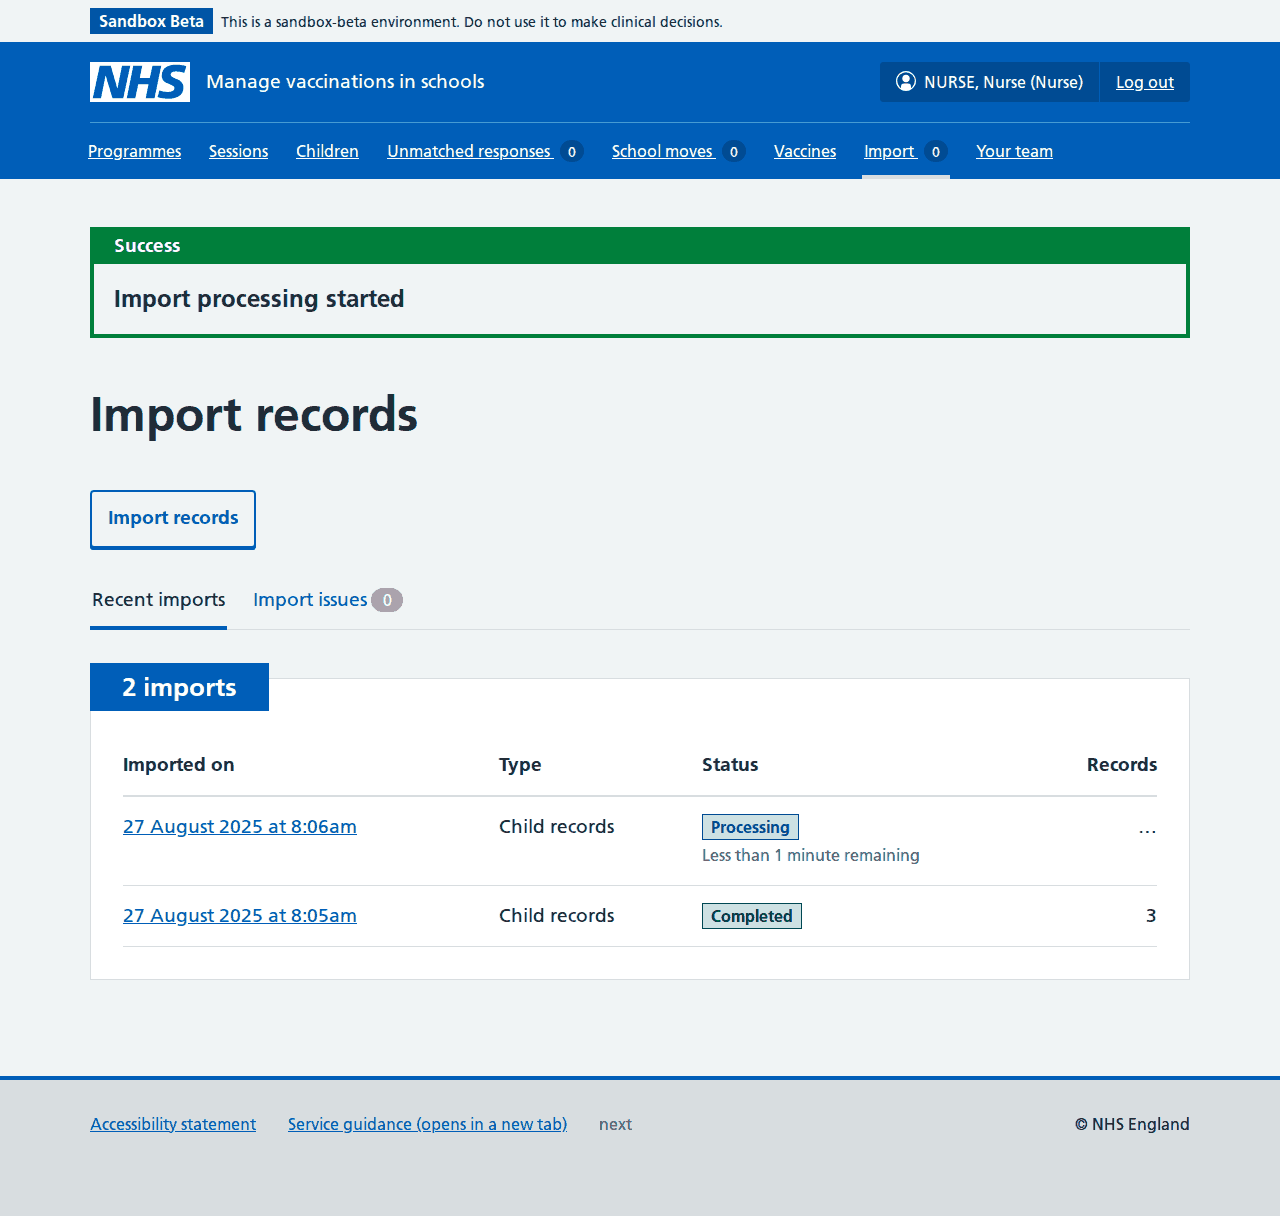 Sandbox Beta This is a sandbox-beta environment. Do not use it to make clinical decisions.
NHS Manage vaccinations in schools NURSE, Nurse (Nurse) Log out
Programmes Sessions Children Unmatched responses 0 School moves 0 Vaccines Import 0 Your team
Success
Import processing started
Import records
Import records
Recent imports Import issues 0
2 imports
Imported on Type Status Records
27 August 2025 at 8:06am Child records Processing ...
Less than 1 minute remaining
27 August 2025 at 8:05am Child records Completed 3
Accessibility statement Service guidance (opens in a new tab) next © NHS England